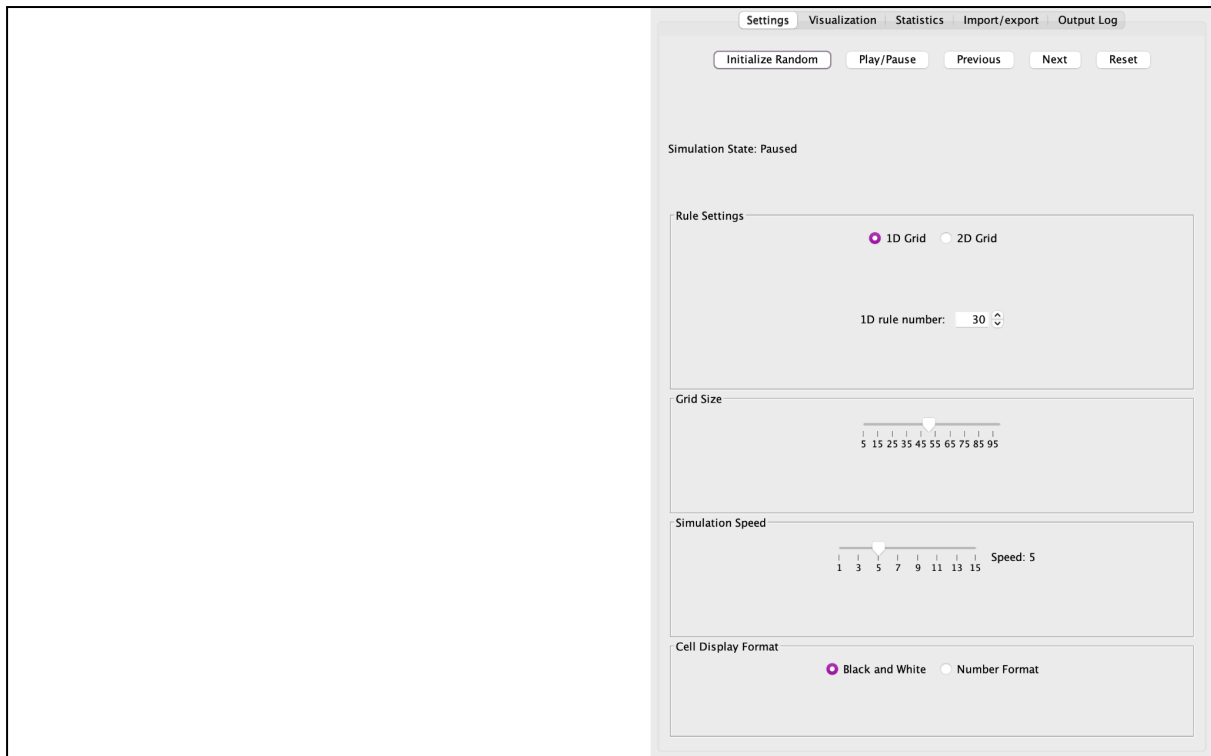 Settings Visualization Statistics Import/export Output Log
Initialize Random Play/Pause Previous Next Reset
Simulation State: Paused
Rule Settings
1D Grid 2D Grid
1D rule number: 30
Grid Size
5 15 25 35 45 55 65 75 85 95
Simulation Speed
Speed: 5
1 3 5 7 9 11 13 15
Cell Display Format
Black and White Number Format